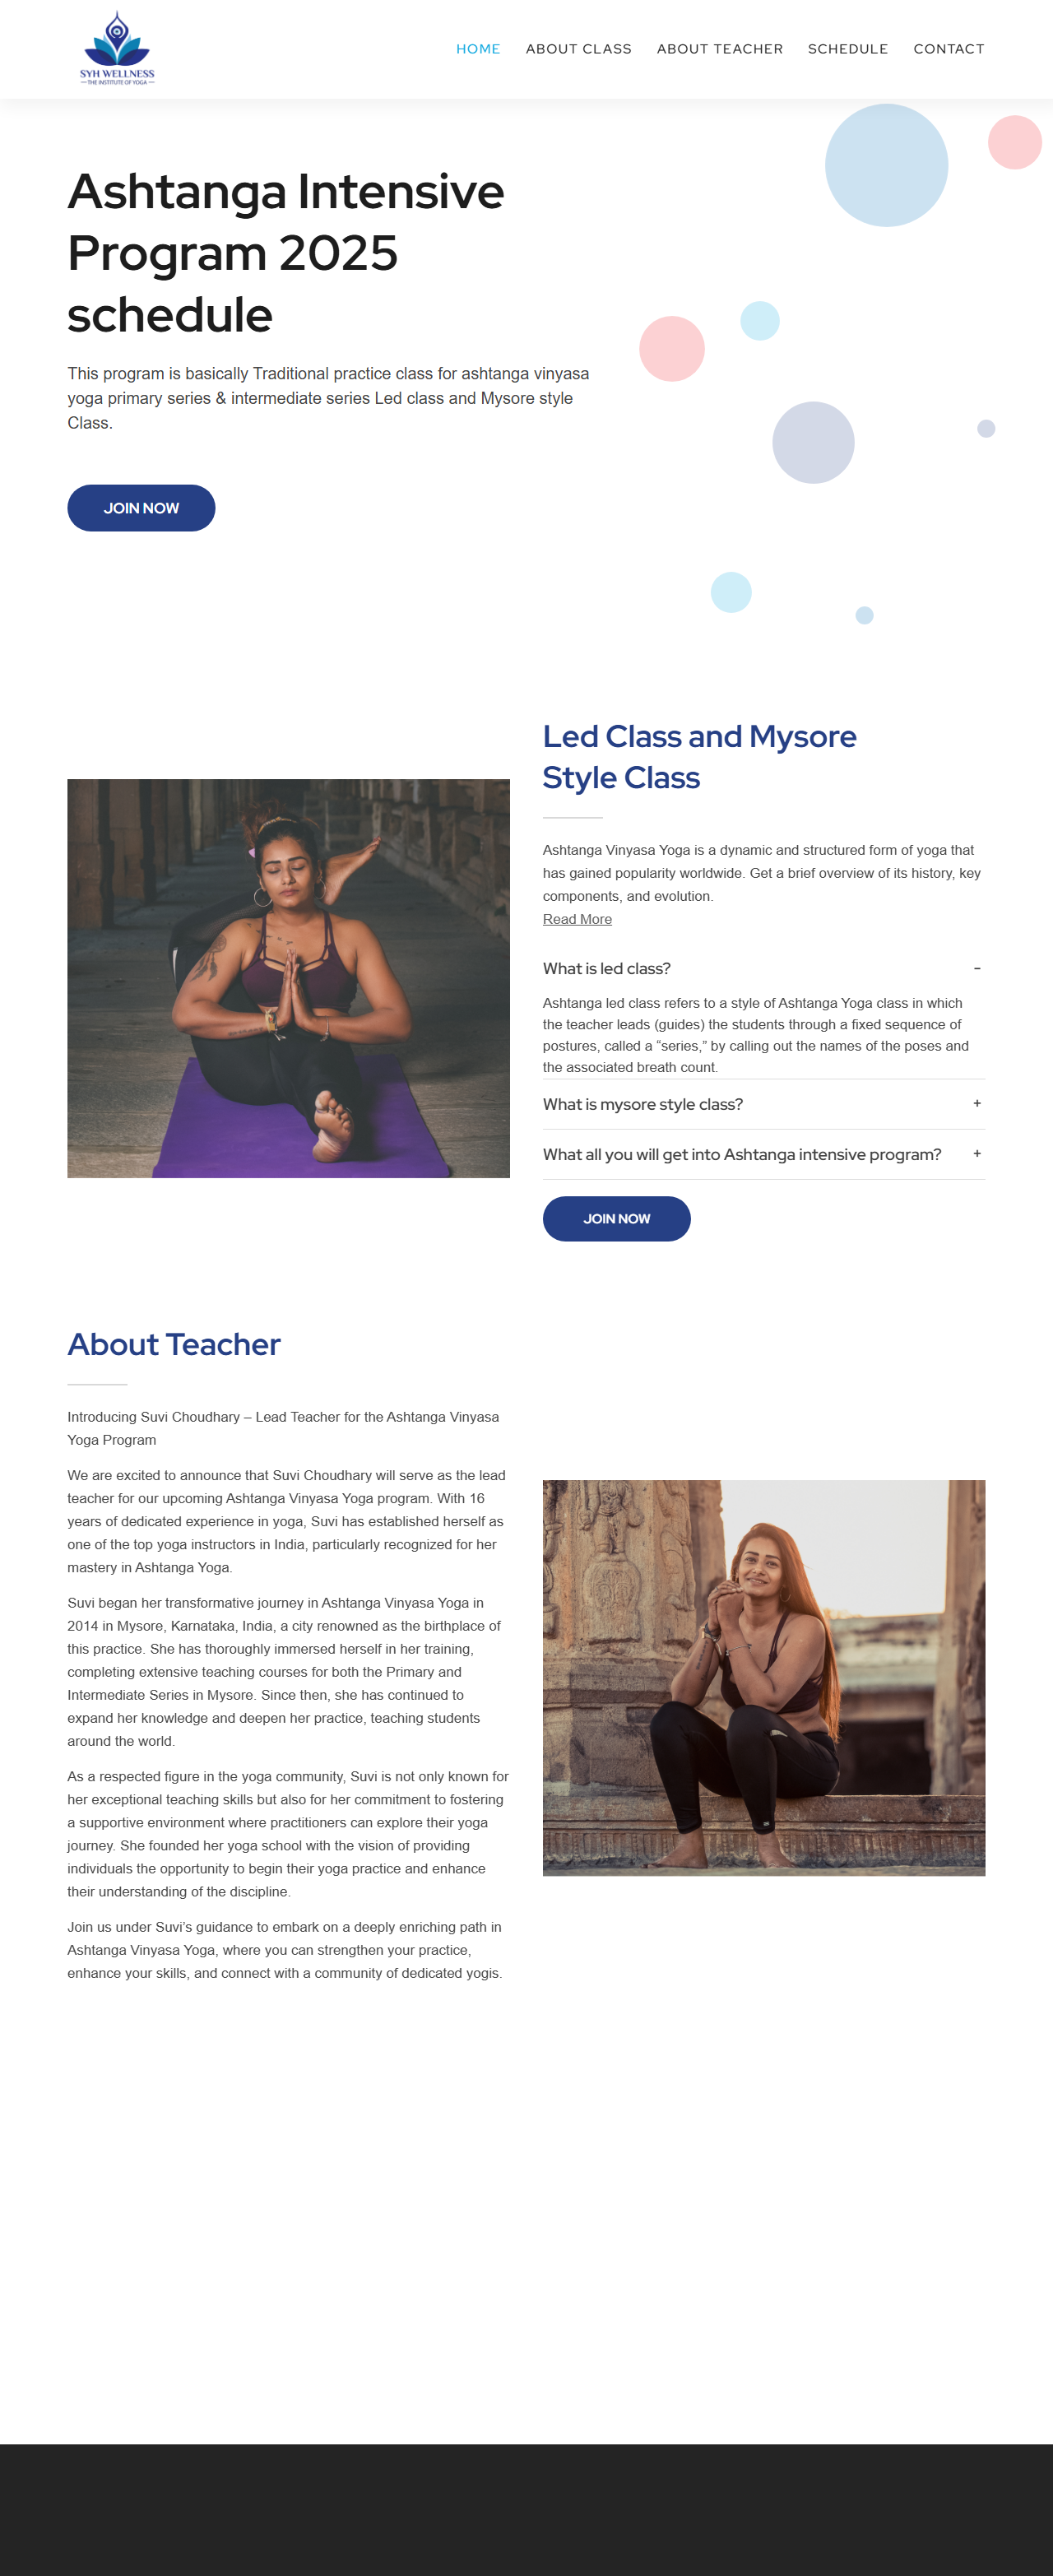 SYH WELLNESS
THE INSTITUTE OF YOGA
HOME ABOUT CLASS ABOUT TEACHER SCHEDULE CONTACT
Ashtanga Intensive
Program 2025
schedule
This program is basically Traditional practice class for ashtanga vinyasa
yoga primary series & intermediate series Led class and Mysore style
Class.
JOIN NOW
Led Class and Mysore
Style Class
Ashtanga Vinyasa Yoga is a dynamic and structured form of yoga that
has gained popularity worldwide. Get a brief overview of its history, key
components, and evolution.
Read More
What is led class? -
Ashtanga led class refers to a style of Ashtanga Yoga class in which
the teacher leads (guides) the students through a fixed sequence of
postures, called a “series,” by calling out the names of the poses and
the associated breath count.
What is mysore style class? +
What all you will get into Ashtanga intensive program? +
JOIN NOW
About Teacher
Introducing Suvi Choudhary – Lead Teacher for the Ashtanga Vinyasa
Yoga Program
We are excited to announce that Suvi Choudhary will serve as the lead
teacher for our upcoming Ashtanga Vinyasa Yoga program. With 16
years of dedicated experience in yoga, Suvi has established herself as
one of the top yoga instructors in India, particularly recognized for her
mastery in Ashtanga Yoga.
Suvi began her transformative journey in Ashtanga Vinyasa Yoga in
2014 in Mysore, Karnataka, India, a city renowned as the birthplace of
this practice. She has thoroughly immersed herself in her training,
completing extensive teaching courses for both the Primary and
Intermediate Series in Mysore. Since then, she has continued to
expand her knowledge and deepen her practice, teaching students
around the world.
As a respected figure in the yoga community, Suvi is not only known for
her exceptional teaching skills but also for her commitment to fostering
a supportive environment where practitioners can explore their yoga
journey. She founded her yoga school with the vision of providing
individuals the opportunity to begin their yoga practice and enhance
their understanding of the discipline.
Join us under Suvi’s guidance to embark on a deeply enriching path in
Ashtanga Vinyasa Yoga, where you can strengthen your practice,
enhance your skills, and connect with a community of dedicated yogis.